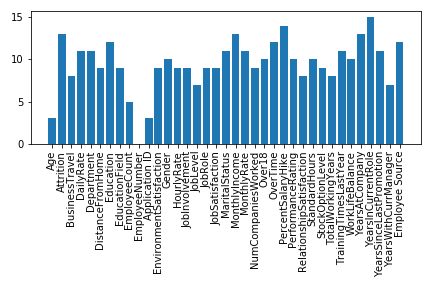 15
10
5
0
Age
Attrition
BusinessTravel
DailyRate
Department
DistanceFromHome
Education
EducationField
EmployeeCount
EmployeeNumber
Application ID
EnvironmentSatisfaction
Gender
HourlyRate
JobInvolvement
JobLevel
JobRole
JobSatisfaction
MaritalStatus
MonthlyIncome
MonthlyRate
NumCompaniesWorked
Over18
OverTime
PercentSalaryHike
PerformanceRating
RelationshipSatisfaction
StandardHours
StockOptionLevel
TotalWorkingYears
TrainingTimesLastYear
WorkLifeBalance
YearsAtCompany
YearsInCurrentRole
YearsSinceLastPromotion
YearsWithCurrManager
Employee Source